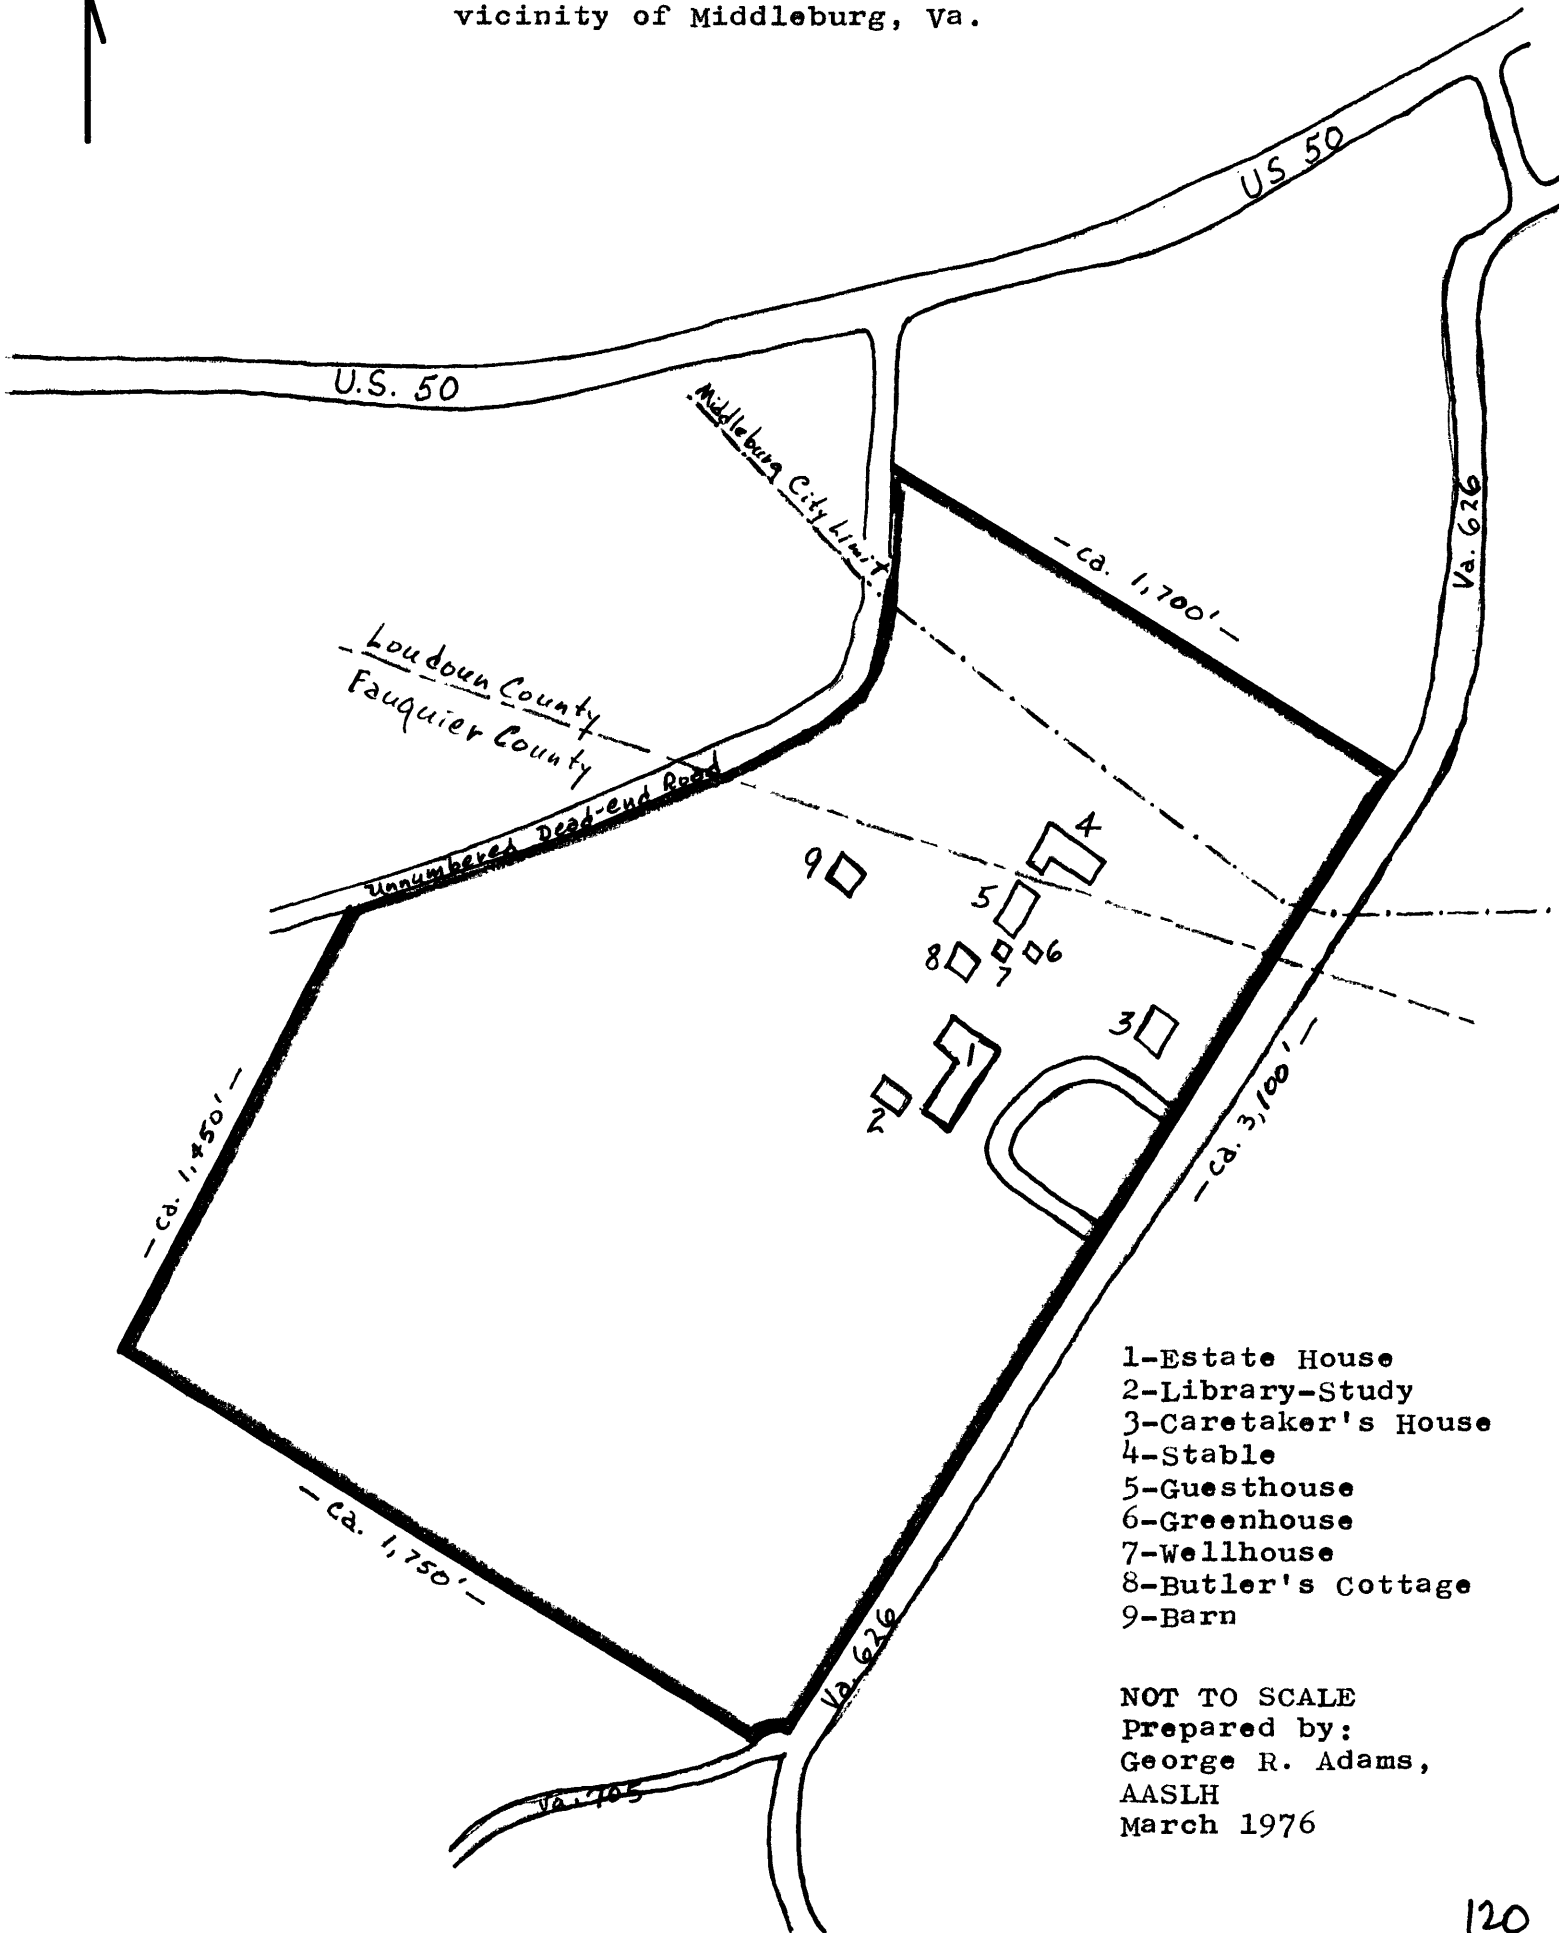 vicinity of Middleburg, Va.
US 50
U.S. 50
Middleburg City Limit
Va. 626
ca. 1,700'
Loudoun County
Fauquier County
Unnumbered Dead-end Road
4
9
5
8
7
6
3
1
2
ca. 3,100'
ca. 1,450'
ca. 1,750'
1-Estate House
2-Library-Study
3-Caretaker's House
4-Stable
5-Guesthouse
6-Greenhouse
7-Wellhouse
8-Butler's Cottage
9-Barn
Va. 626
NOT TO SCALE
Prepared by:
George R. Adams,
AASLH
March 1976
Va. 705
120